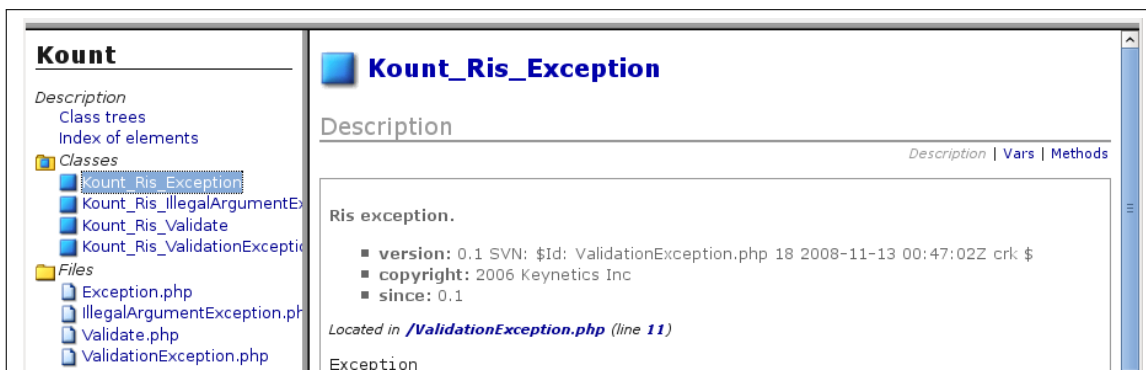 Kount
Description
Class trees
Index of elements
Classes
Kount_Ris_Exception
Kount_Ris_IllegalArgumentEx
Kount_Ris_Validate
Kount_Ris_ValidationExceptio
Files
Exception.php
IllegalArgumentException.ph
Validate.php
ValidationException.php
Kount_Ris_Exception
Description
Description | Vars | Methods
Ris exception.
version: 0.1 SVN: $Id: ValidationException.php 18 2008-11-13 00:47:02Z crk $
copyright: 2006 Keynetics Inc
since: 0.1
Located in /ValidationException.php (line 11)
Exception